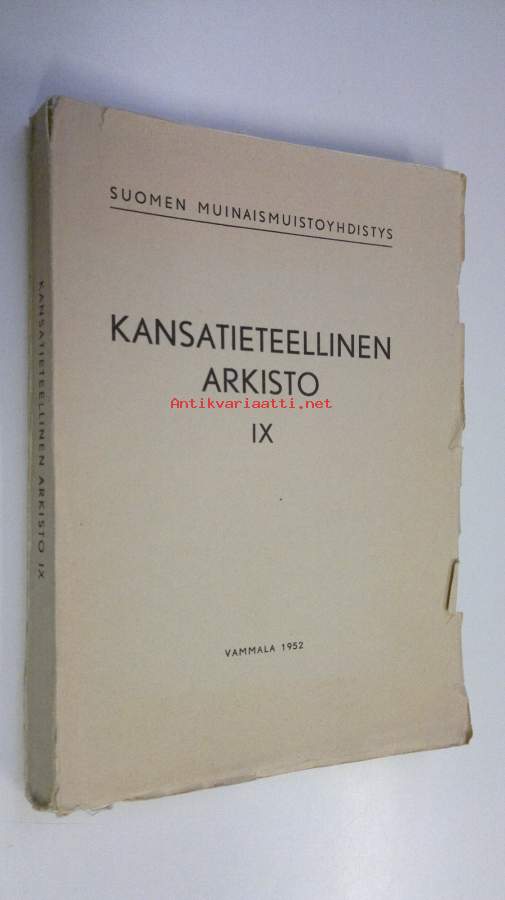 SUOMEN MUINAISMUISTOYHDISTYS
KANSATIETEELLINEN
ARKISTO
Antikvariaatti.net
IX
VAMMALA 1952
KANSATIETEELLINEN ARKISTO IX